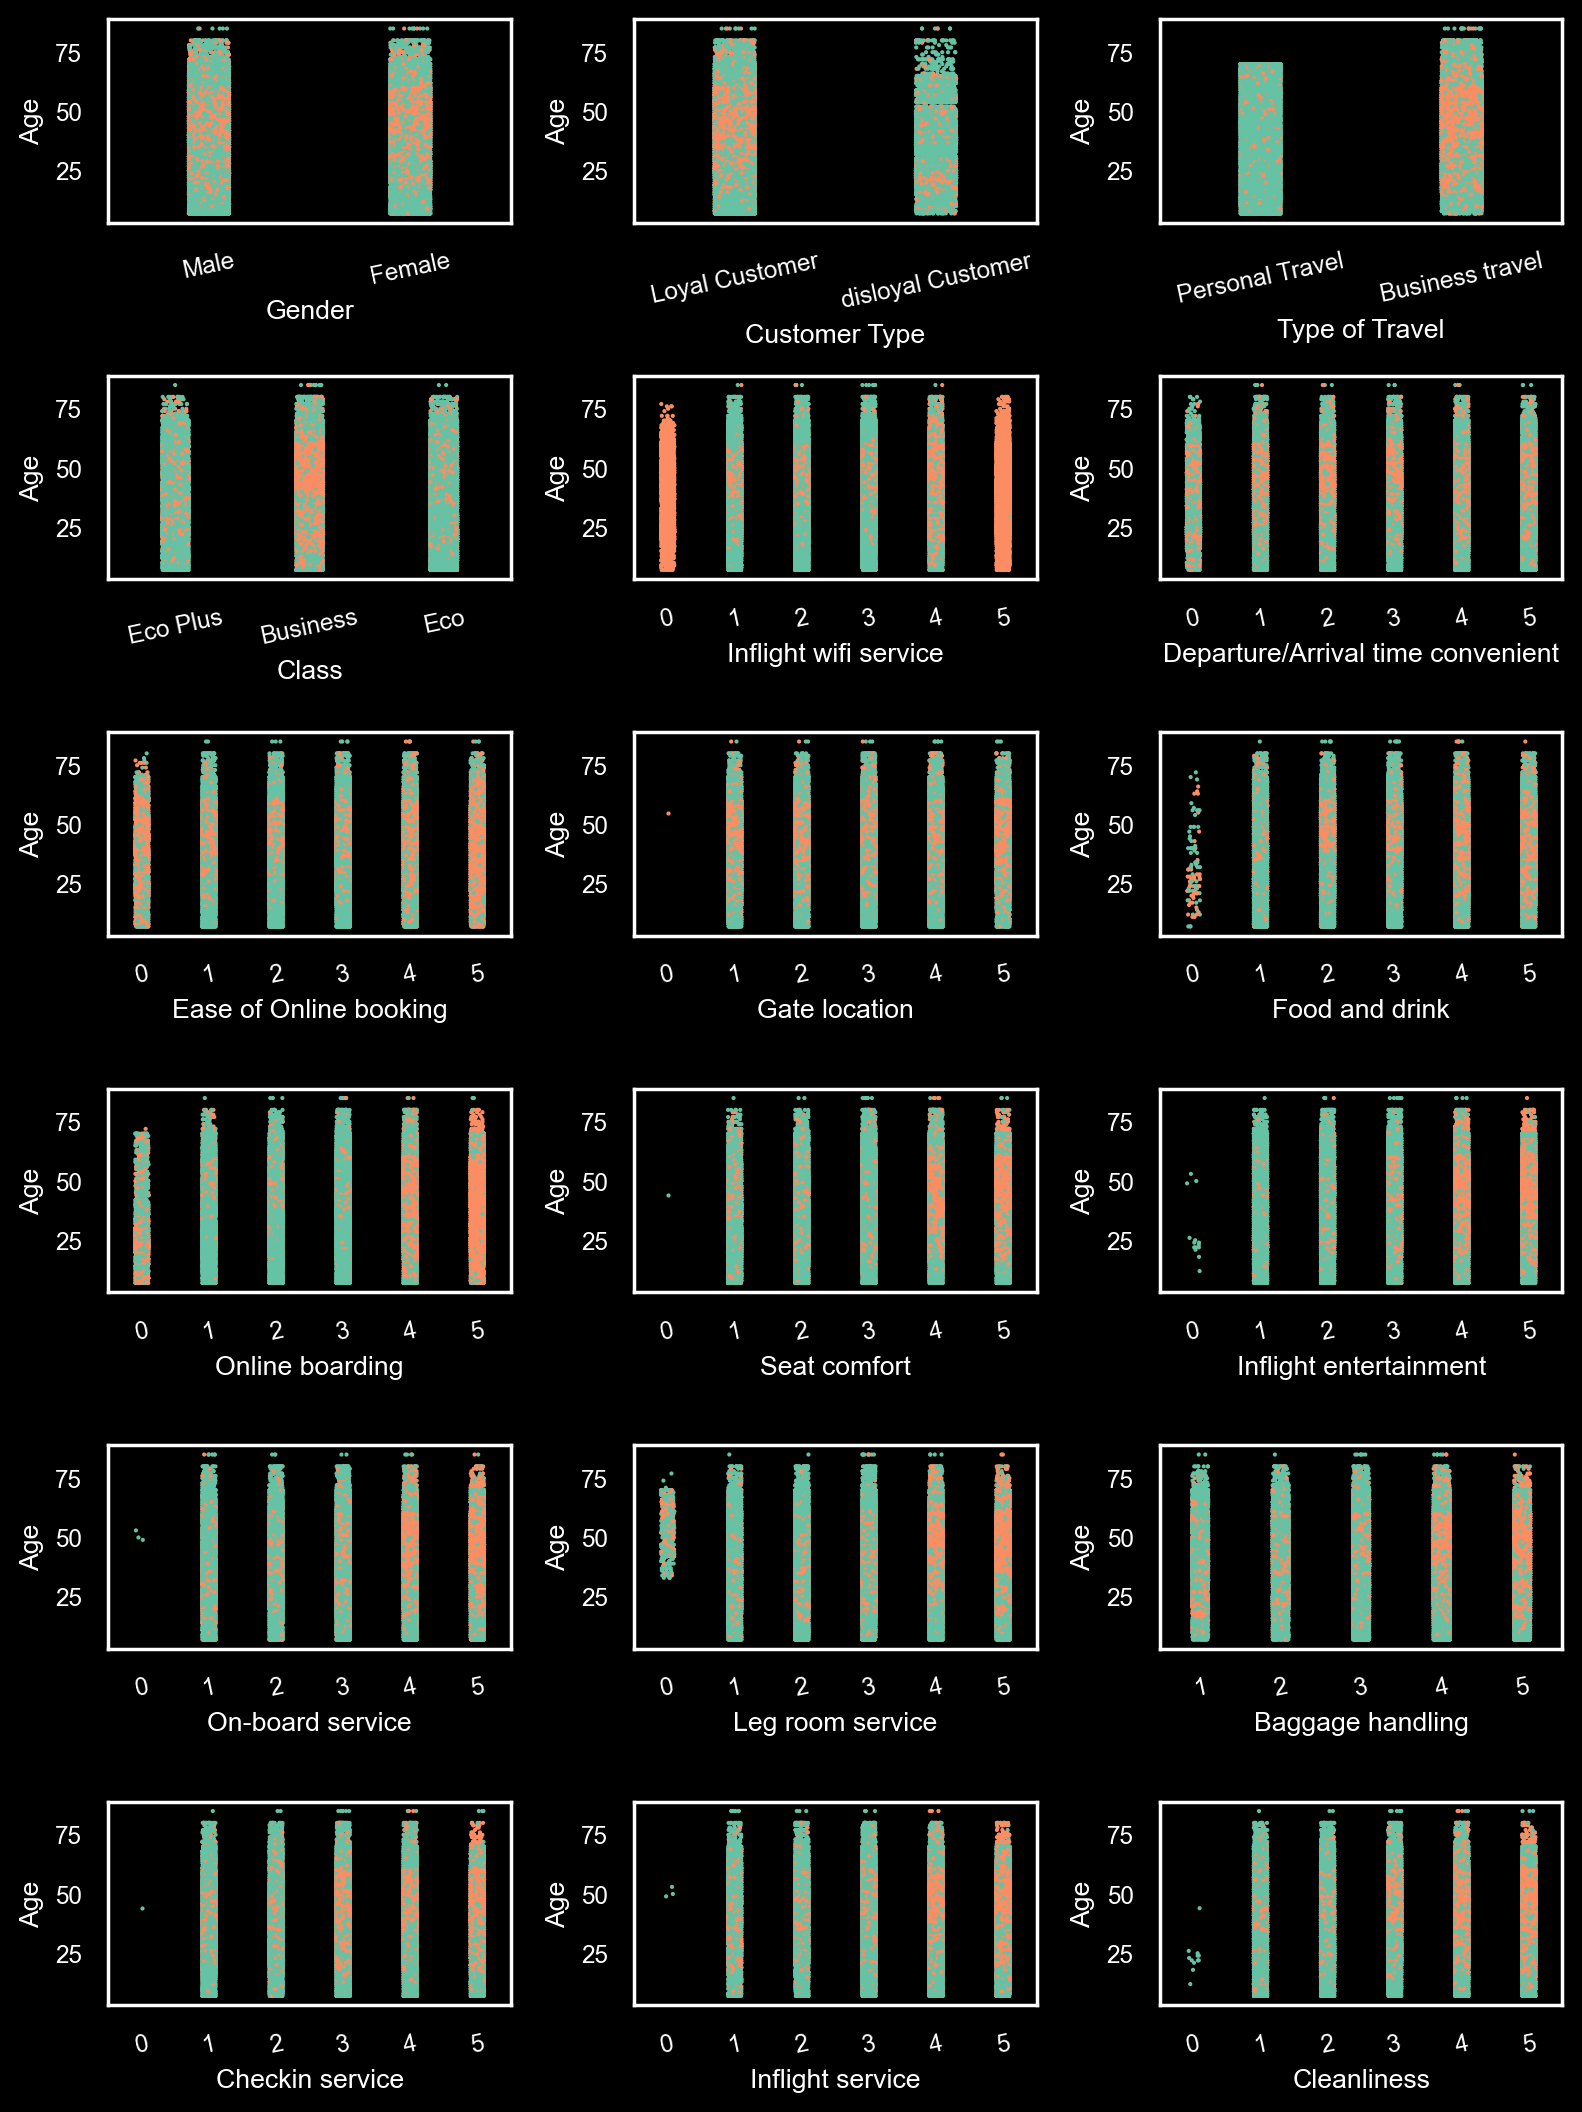 Age
75
50
25
Male
Female
Gender
Age
75
50
25
Loyal Customer
disloyal Customer
Customer Type
Age
75
50
25
Personal Travel
Business travel
Type of Travel
Age
75
50
25
Eco Plus
Business
Eco
Class
Age
75
50
25
0 1 2 3 4 5
Inflight wifi service
Age
75
50
25
0 1 2 3 4 5
Departure/Arrival time convenient
Age
75
50
25
0 1 2 3 4 5
Ease of Online booking
Age
75
50
25
0 1 2 3 4 5
Gate location
Age
75
50
25
0 1 2 3 4 5
Food and drink
Age
75
50
25
0 1 2 3 4 5
Online boarding
Age
75
50
25
0 1 2 3 4 5
Seat comfort
Age
75
50
25
0 1 2 3 4 5
Inflight entertainment
Age
75
50
25
0 1 2 3 4 5
On-board service
Age
75
50
25
0 1 2 3 4 5
Leg room service
Age
75
50
25
1 2 3 4 5
Baggage handling
Age
75
50
25
0 1 2 3 4 5
Checkin service
Age
75
50
25
0 1 2 3 4 5
Inflight service
Age
75
50
25
0 1 2 3 4 5
Cleanliness